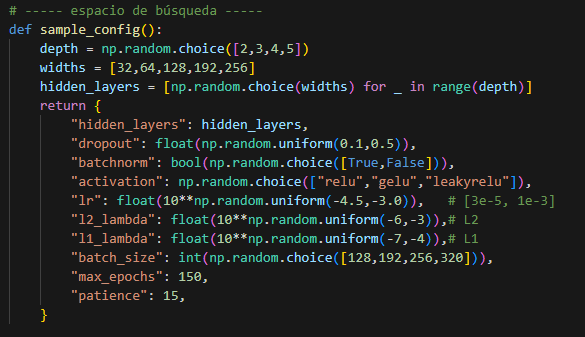 # ----- espacio de búsqueda -----
def sample_config():
    depth = np.random.choice([2,3,4,5])
    widths = [32,64,128,192,256]
    hidden_layers = [np.random.choice(widths) for _ in range(depth)]
    return {
        "hidden_layers": hidden_layers,
        "dropout": float(np.random.uniform(0.1,0.5)),
        "batchnorm": bool(np.random.choice([True,False])),
        "activation": np.random.choice(["relu","gelu","leakyrelu"]),
        "lr": float(10**np.random.uniform(-4.5,-3.0)),   # [3e-5, 1e-3]
        "l2_lambda": float(10**np.random.uniform(-6,-3)),# L2
        "l1_lambda": float(10**np.random.uniform(-7,-4)),# L1
        "batch_size": int(np.random.choice([128,192,256,320])),
        "max_epochs": 150,
        "patience": 15,
    }